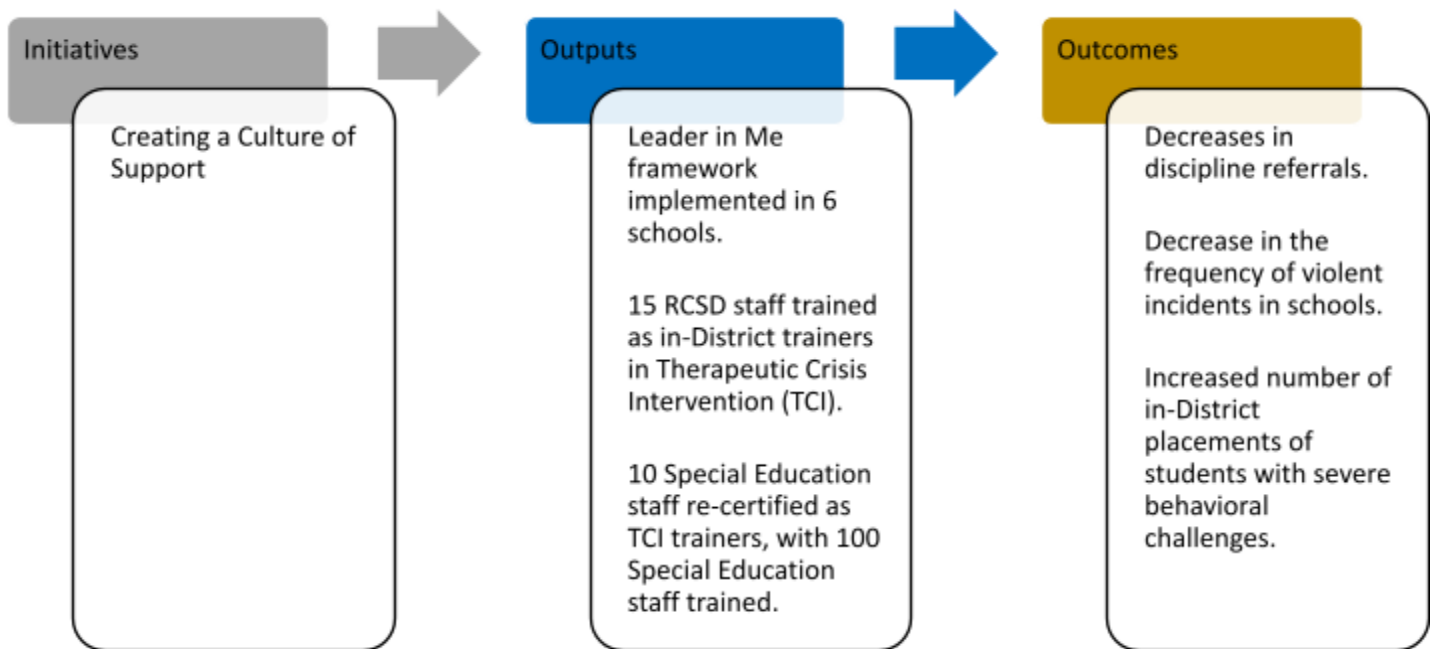 Initiatives
Creating a Culture of
Support
Outputs
Leader in Me
framework
implemented in 6
schools.
15 RCSD staff trained
as in-District trainers
in Therapeutic Crisis
Intervention (TCI).
10 Special Education
staff re-certified as
TCI trainers, with 100
Special Education
staff trained.
Outcomes
Decreases in
discipline referrals.
Decrease in the
frequency of violent
incidents in schools.
Increased number of
in-District
placements of
students with severe
behavioral
challenges.